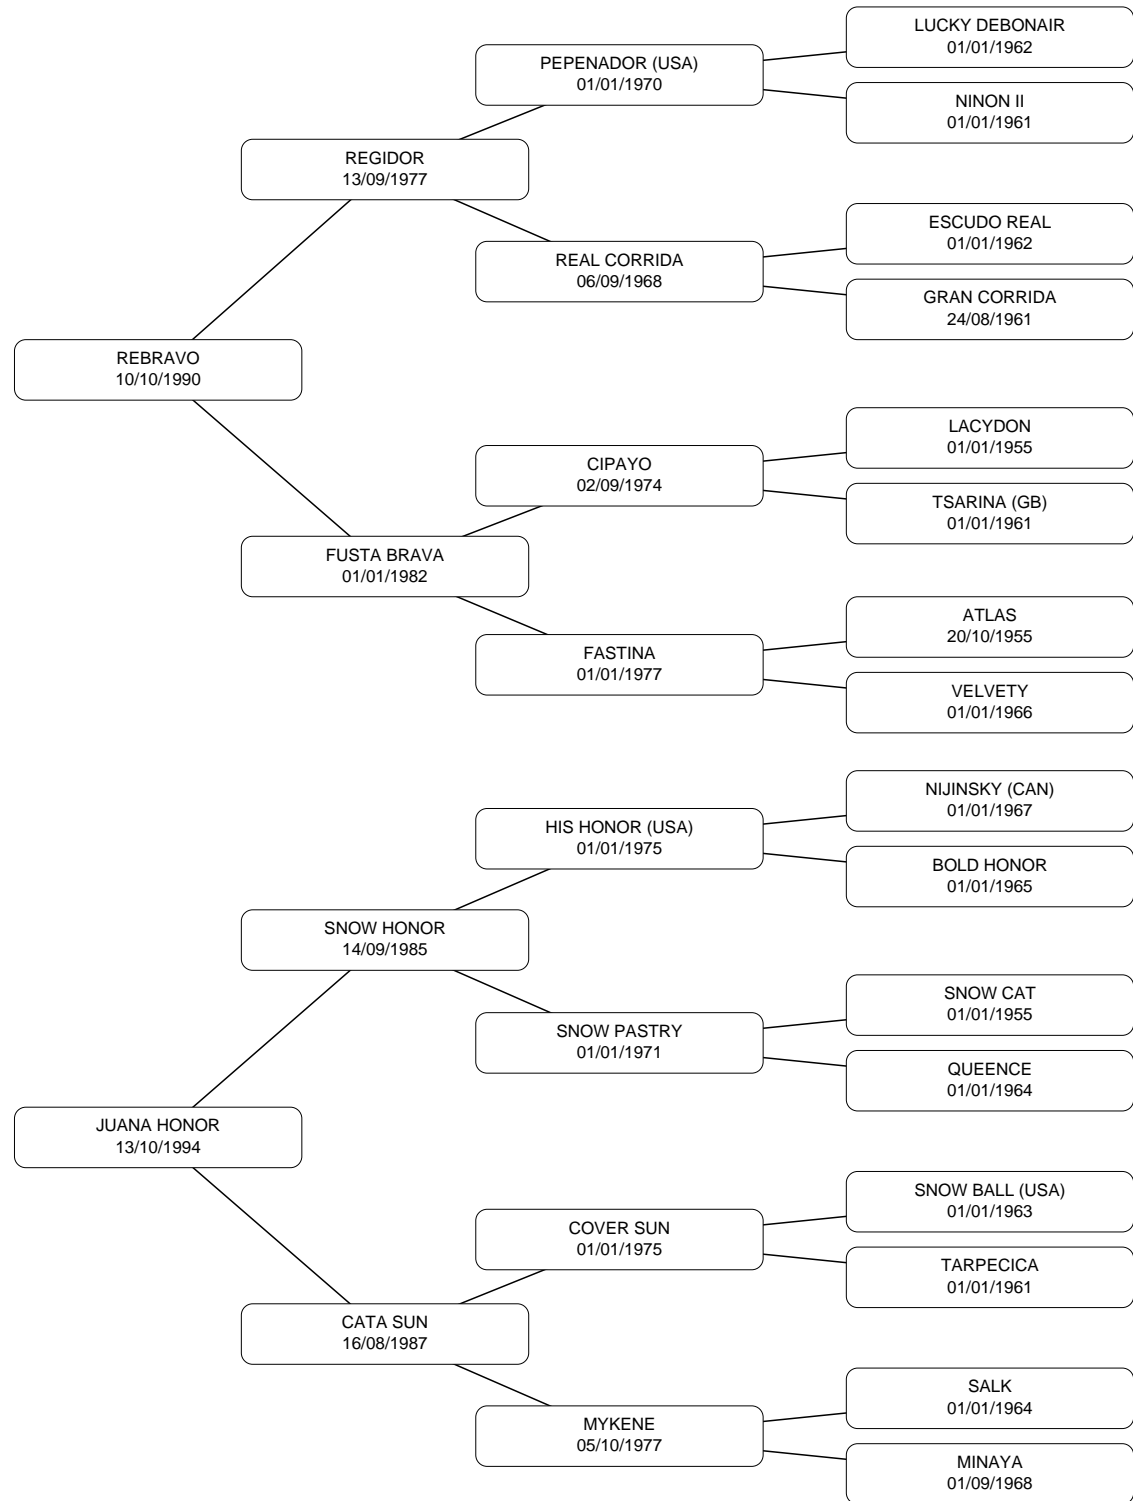 LUCKY DEBONAIR
01/01/1962
PEPENADOR (USA)
01/01/1970
NINON II
01/01/1961
REGIDOR
13/09/1977
ESCUDO REAL
01/01/1962
REAL CORRIDA
06/09/1968
GRAN CORRIDA
24/08/1961
REBRAVO
10/10/1990
LACYDON
01/01/1955
CIPAYO
02/09/1974
TSARINA (GB)
01/01/1961
FUSTA BRAVA
01/01/1982
ATLAS
20/10/1955
FASTINA
01/01/1977
VELVETY
01/01/1966
NIJINSKY (CAN)
01/01/1967
HIS HONOR (USA)
01/01/1975
BOLD HONOR
01/01/1965
SNOW HONOR
14/09/1985
SNOW CAT
01/01/1955
SNOW PASTRY
01/01/1971
QUEENCE
01/01/1964
JUANA HONOR
13/10/1994
SNOW BALL (USA)
01/01/1963
COVER SUN
01/01/1975
TARPECICA
01/01/1961
CATA SUN
16/08/1987
SALK
01/01/1964
MYKENE
05/10/1977
MINAYA
01/09/1968